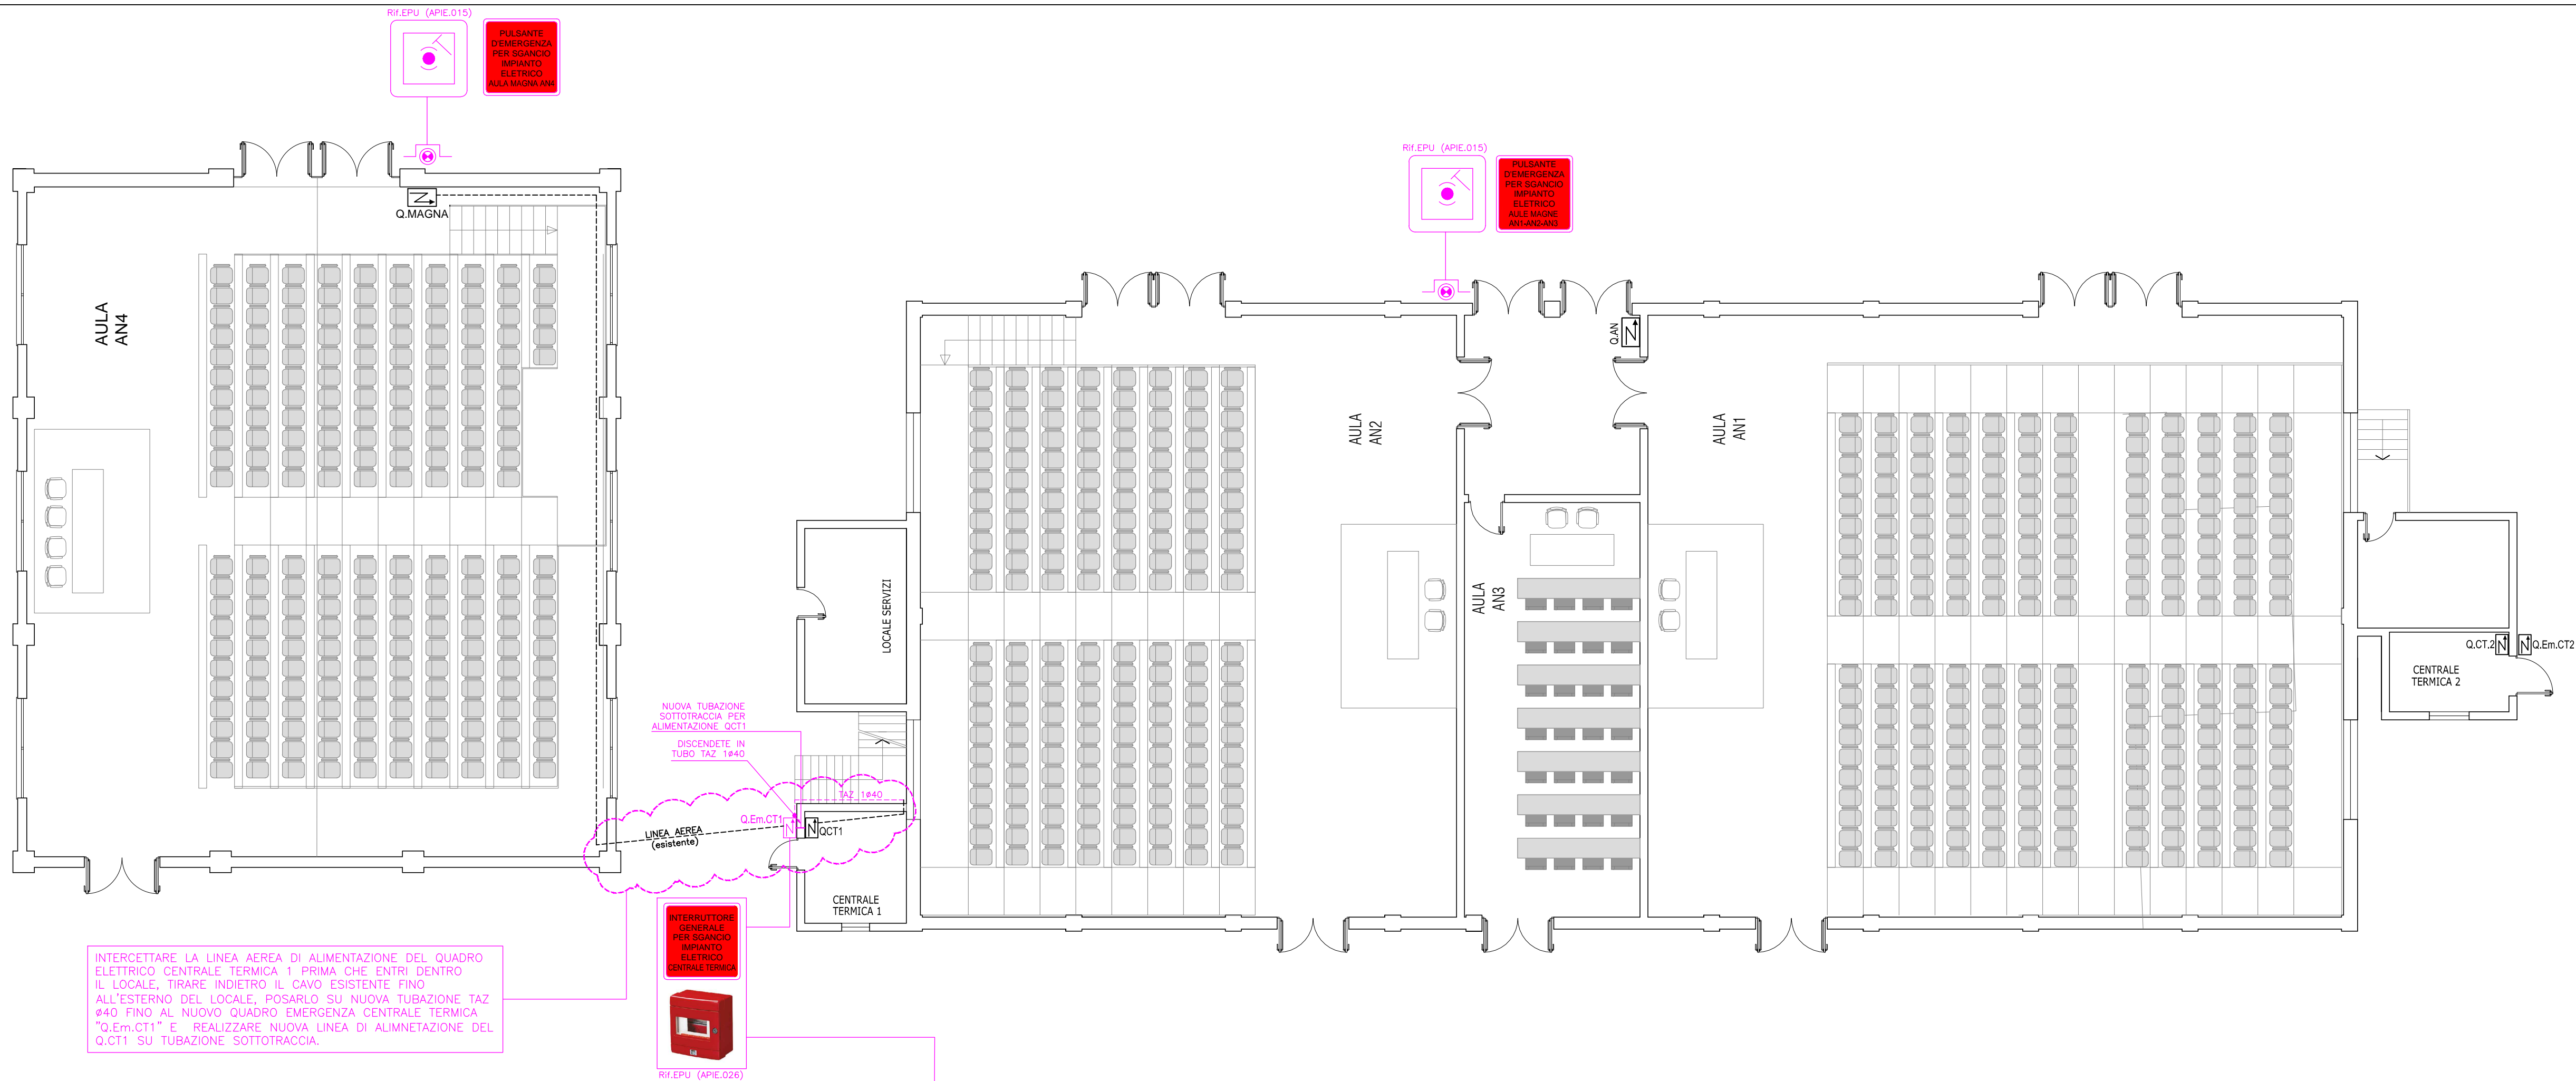 Rif.EPU (APIE.015)
PULSANTE
D'EMERGENZA
PER SGANCIO
IMPIANTO
ELETRICO
AULA MAGNA AN4
Q.MAGNA
AULA
AN4
Rif.EPU (APIE.015)
PULSANTE
D'EMERGENZA
PER SGANCIO
IMPIANTO
ELETRICO
AULE MAGNE
AN1-AN2-AN3
Q.AN
AULA
AN2
AULA
AN1
AULA
AN3
LOCALE SERVIZI
Q.CT.2
Q.Em.CT2
CENTRALE
TERMICA 2
NUOVA TUBAZIONE
SOTTOTRACCIA PER
ALIMENTAZIONE QCT1
DISCENDETE IN
TUBO TAZ 1ø40
TAZ 1ø40
Q.Em.CT1
QCT1
LINEA AEREA
(esistente)
CENTRALE
TERMICA 1
INTERRUTTORE
GENERALE
PER SGANCIO
IMPIANTO
ELETRICO
CENTRALE TERMICA
Rif.EPU (APIE.026)
INTERCETTARE LA LINEA AEREA DI ALIMENTAZIONE DEL QUADRO
ELETTRICO CENTRALE TERMICA 1 PRIMA CHE ENTRI DENTRO
IL LOCALE, TIRARE INDIETRO IL CAVO ESISTENTE FINO
ALL'ESTERNO DEL LOCALE, POSARLO SU NUOVA TUBAZIONE TAZ
ø40 FINO AL NUOVO QUADRO EMERGENZA CENTRALE TERMICA
"Q.Em.CT1" E REALIZZARE NUOVA LINEA DI ALIMNETAZIONE DEL
Q.CT1 SU TUBAZIONE SOTTOTRACCIA.